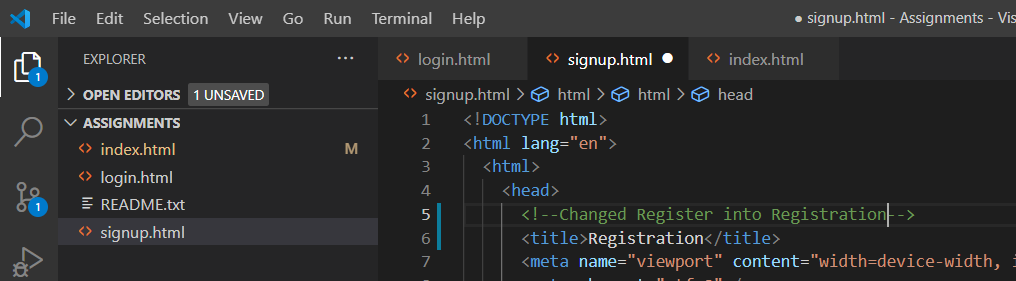 File Edit Selection View Go Run Terminal Help ● signup.html - Assignments - Vis
EXPLORER ...
1
> OPEN EDITORS 1 UNSAVED
ASSIGNMENTS
<> index.html M
<> login.html
README.txt
<> signup.html
1
<> login.html <> signup.html ● <> index.html
<> signup.html > html > html > head
1 <!DOCTYPE html>
2 <html lang="en">
3 <html>
4 <head>
5 <!--Changed Register into Registration-->
6 <title>Registration</title>
7 <meta name="viewport" content="width=device-width, i